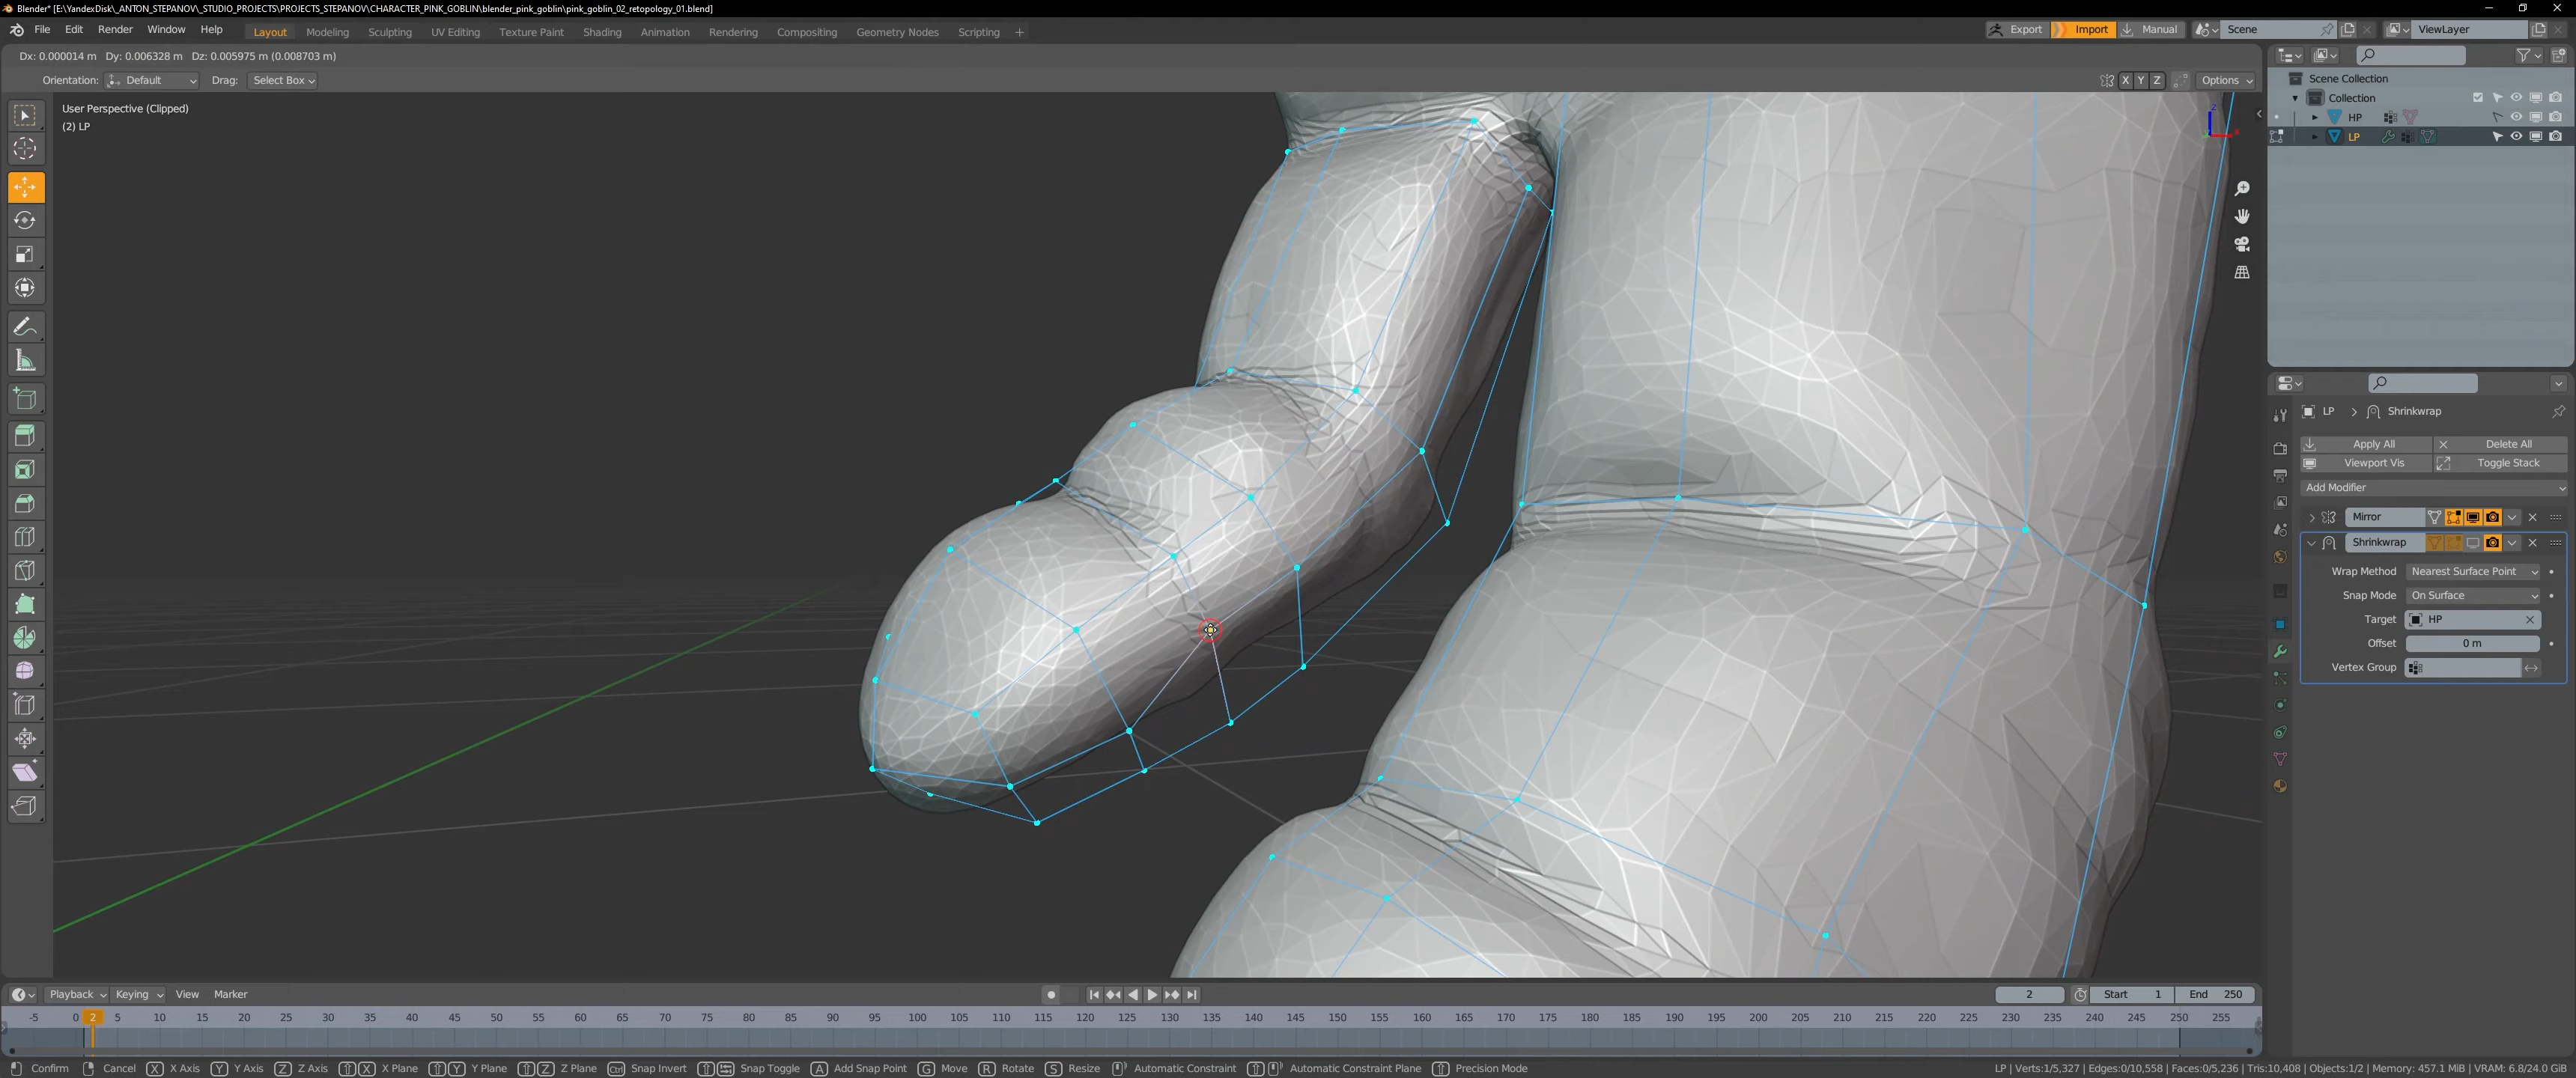 Blender* [E:\YandexDisk\_ANTON_STEPANOV\_STUDIO_PROJECTS\PROJECTS_STEPANOV\CHARACTER_PINK_GOBLIN\blender_pink_goblin\pink_goblin_02_retopology_01.blend]
File Edit Render Window Help Layout Modeling Sculpting UV Editing Texture Paint Shading Animation Rendering Compositing Geometry Nodes Scripting + Export Import Manual Scene ViewLayer
Dx: 0.000014 m Dy: 0.006328 m Dz: 0.005975 m (0.008703 m)
Orientation: Default Drag: Select Box X Y Z Options
User Perspective (Clipped)
(2) LP
Z
Scene Collection
Collection
HP
LP
LP > Shrinkwrap
Apply All Delete All
Viewport Vis Toggle Stack
Add Modifier
Mirror
Shrinkwrap
Wrap Method Nearest Surface Point
Snap Mode On Surface
Target HP
Offset 0 m
Vertex Group
Playback Keying View Marker 2 Start 1 End 250
-5 0 2 5 10 15 20 25 30 35 40 45 50 55 60 65 70 75 80 85 90 95 100 105 110 115 120 125 130 135 140 145 150 155 160 165 170 175 180 185 190 195 200 205 210 215 220 225 230 235 240 245 250 255
Confirm Cancel X X Axis Y Y Axis Z Z Axis X X Plane Y Y Plane Z Z Plane Ctrl Snap Invert Snap Toggle A Add Snap Point G Move R Rotate S Resize Automatic Constraint Automatic Constraint Plane Precision Mode LP | Verts:1/5,327 | Edges:0/10,558 | Faces:0/5,236 | Tris:10,408 | Objects:1/2 | Memory: 457.1 MiB | VRAM: 6.8/24.0 GiB